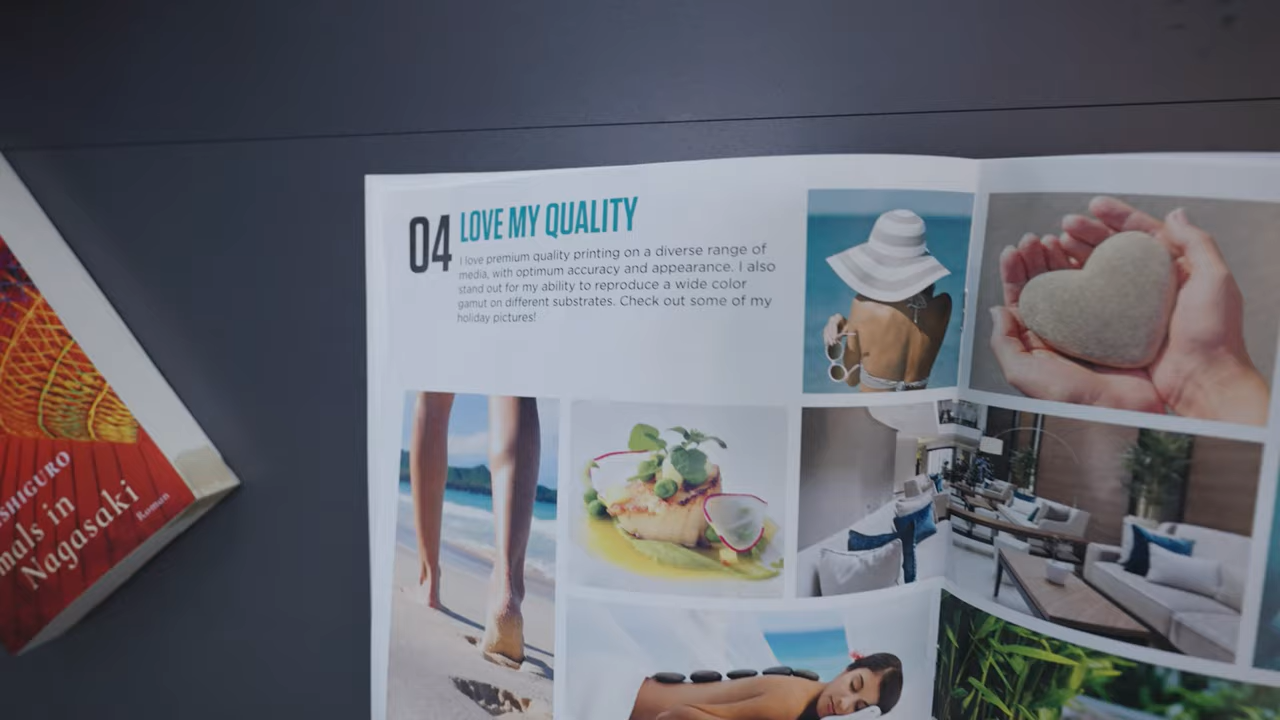 04
LOVE MY QUALITY
I love premium quality printing on a diverse range of
media, with optimum accuracy and appearance. I also
stand out for my ability to reproduce a wide color
gamut on different substrates. Check out some of my
holiday pictures!
SHIGURO
mals in
Nagasaki
Roman